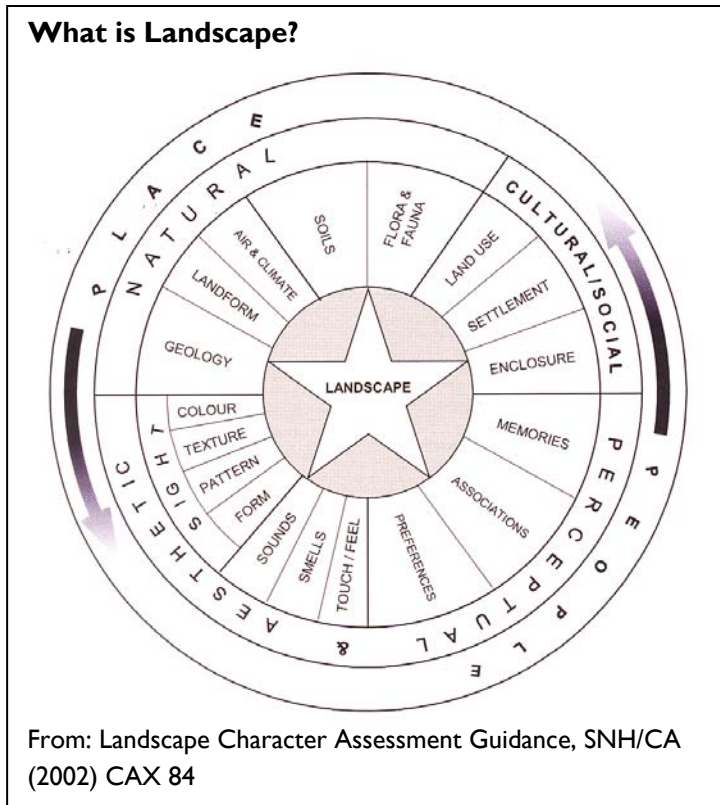 What is Landscape?
PLACE
NATURAL
CULTURAL/SOCIAL
GEOLOGY
LANDFORM
AIR & CLIMATE
SOILS
FLORA &
FAUNA
LAND USE
SETTLEMENT
ENCLOSURE
LANDSCAPE
COLOUR
TEXTURE
PATTERN
FORM
SIGHT
SOUNDS
SMELLS
TOUCH / FEEL
PREFERENCES
ASSOCIATIONS
MEMORIES
AESTHETIC & PERCEPTUAL
PEOPLE
From: Landscape Character Assessment Guidance, SNH/CA
(2002) CAX 84